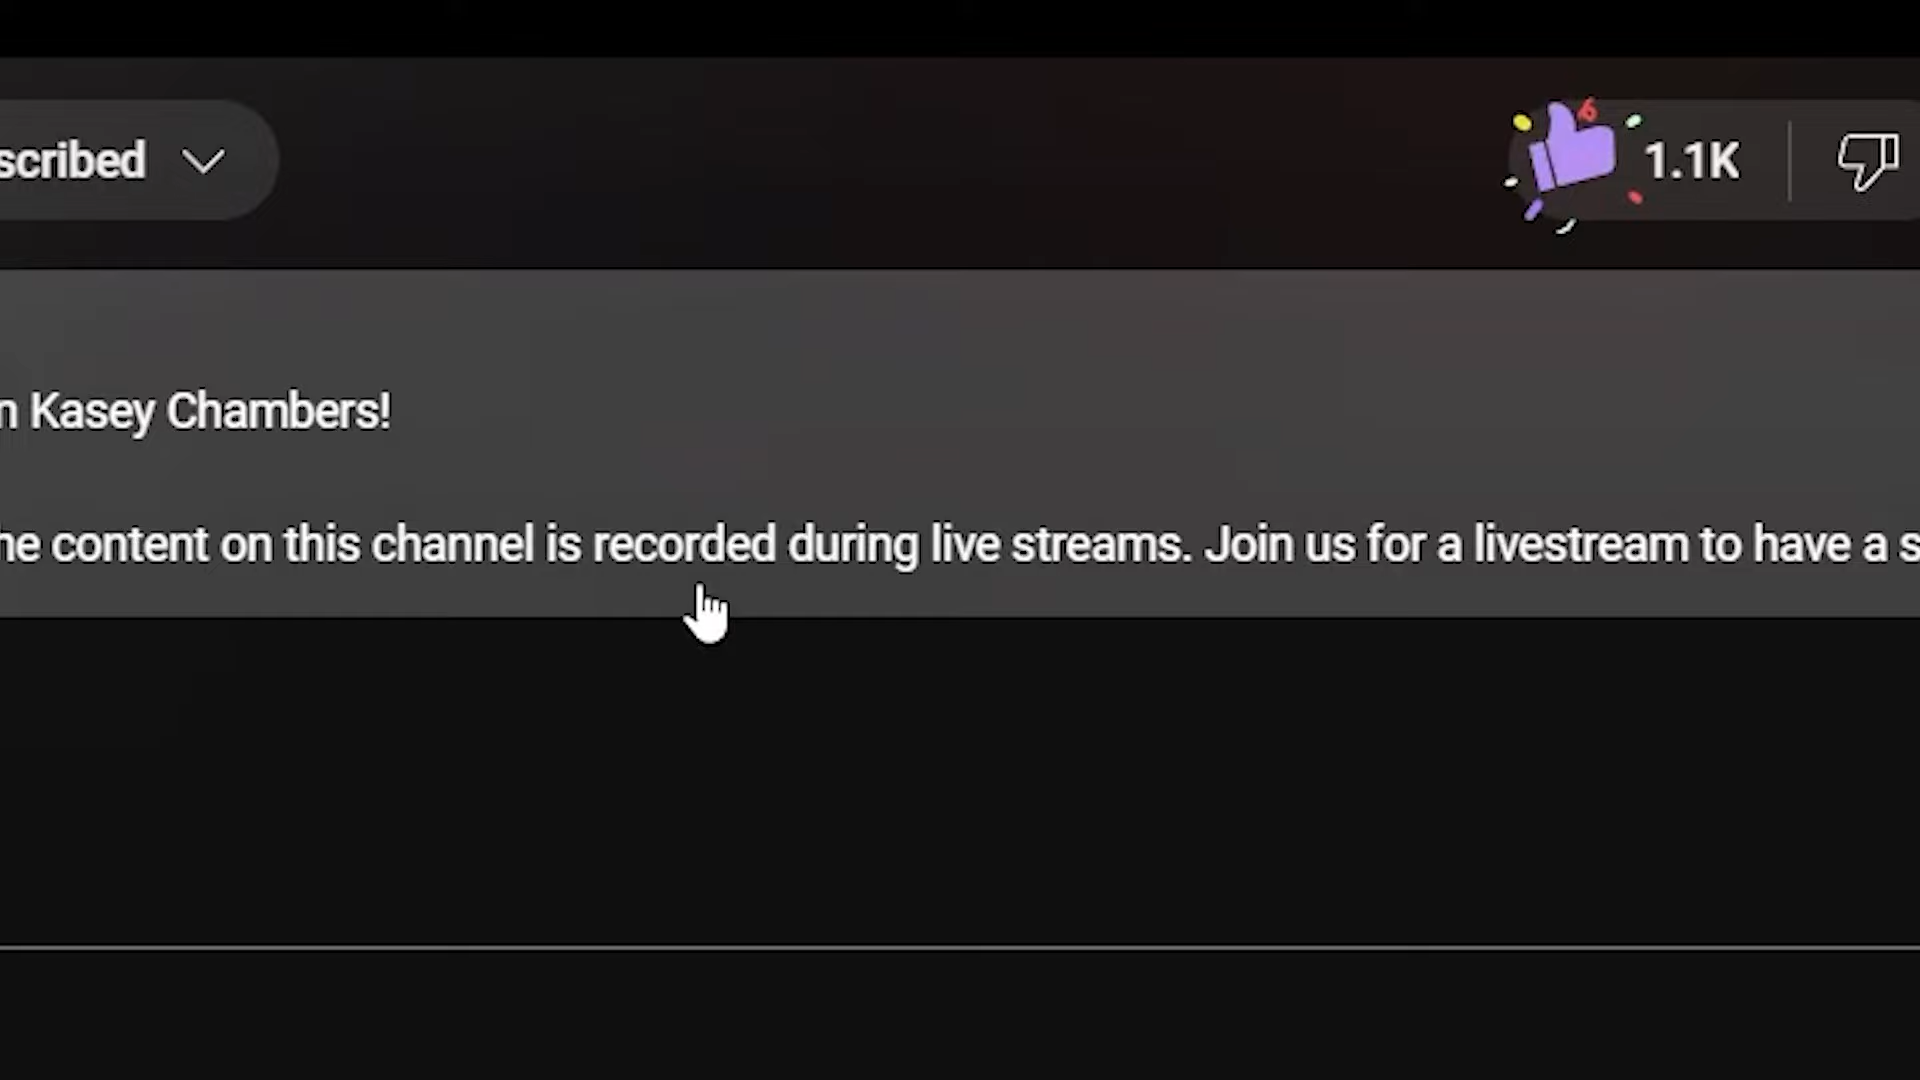 scribed
1.1K
n Kasey Chambers!
he content on this channel is recorded during live streams. Join us for a livestream to have a s